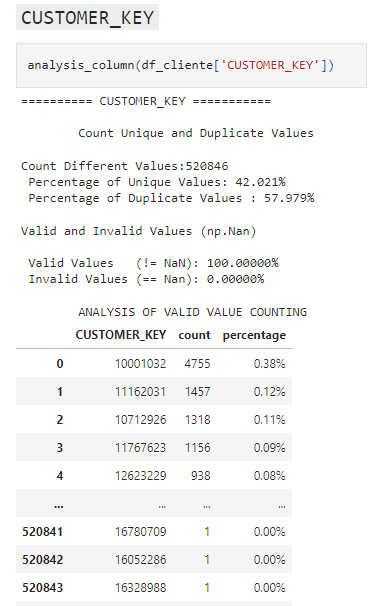 CUSTOMER_KEY
analysis_column(df_cliente['CUSTOMER_KEY'])
========== CUSTOMER_KEY ===========
Count Unique and Duplicate Values
Count Different Values:520846
Percentage of Unique Values: 42.021%
Percentage of Duplicate Values : 57.979%
Valid and Invalid Values (np.Nan)
Valid Values   (!= NaN): 100.00000%
Invalid Values (== Nan): 0.00000%
ANALYSIS OF VALID VALUE COUNTING
CUSTOMER_KEY count percentage
0 10001032 4755 0.38%
1 11162031 1457 0.12%
2 10712926 1318 0.11%
3 11767623 1156 0.09%
4 12623229 938 0.08%
... ... ... ...
520841 16780709 1 0.00%
520842 16052286 1 0.00%
520843 16328988 1 0.00%